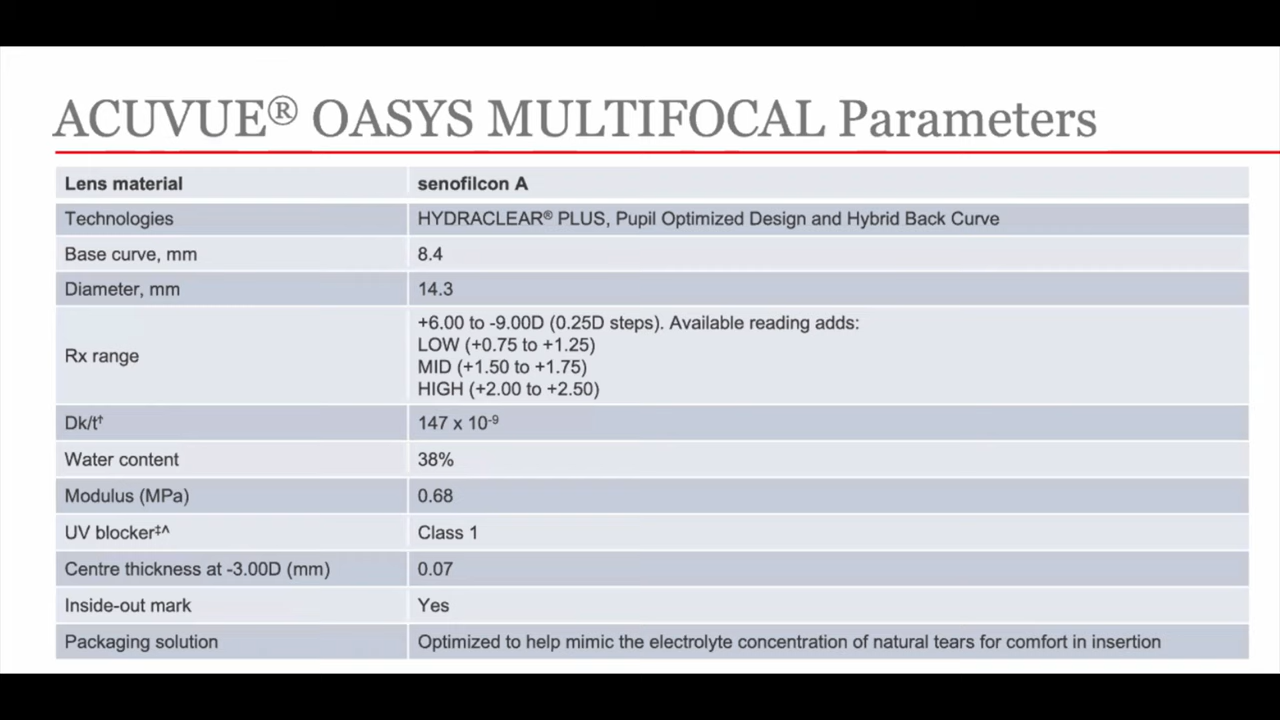 ACUVUE® OASYS MULTIFOCAL Parameters
Lens material senofilcon A
Technologies HYDRACLEAR® PLUS, Pupil Optimized Design and Hybrid Back Curve
Base curve, mm 8.4
Diameter, mm 14.3
Rx range +6.00 to -9.00D (0.25D steps). Available reading adds:
LOW (+0.75 to +1.25)
MID (+1.50 to +1.75)
HIGH (+2.00 to +2.50)
Dk/t† 147 x 10⁻⁹
Water content 38%
Modulus (MPa) 0.68
UV blocker‡^ Class 1
Centre thickness at -3.00D (mm) 0.07
Inside-out mark Yes
Packaging solution Optimized to help mimic the electrolyte concentration of natural tears for comfort in insertion